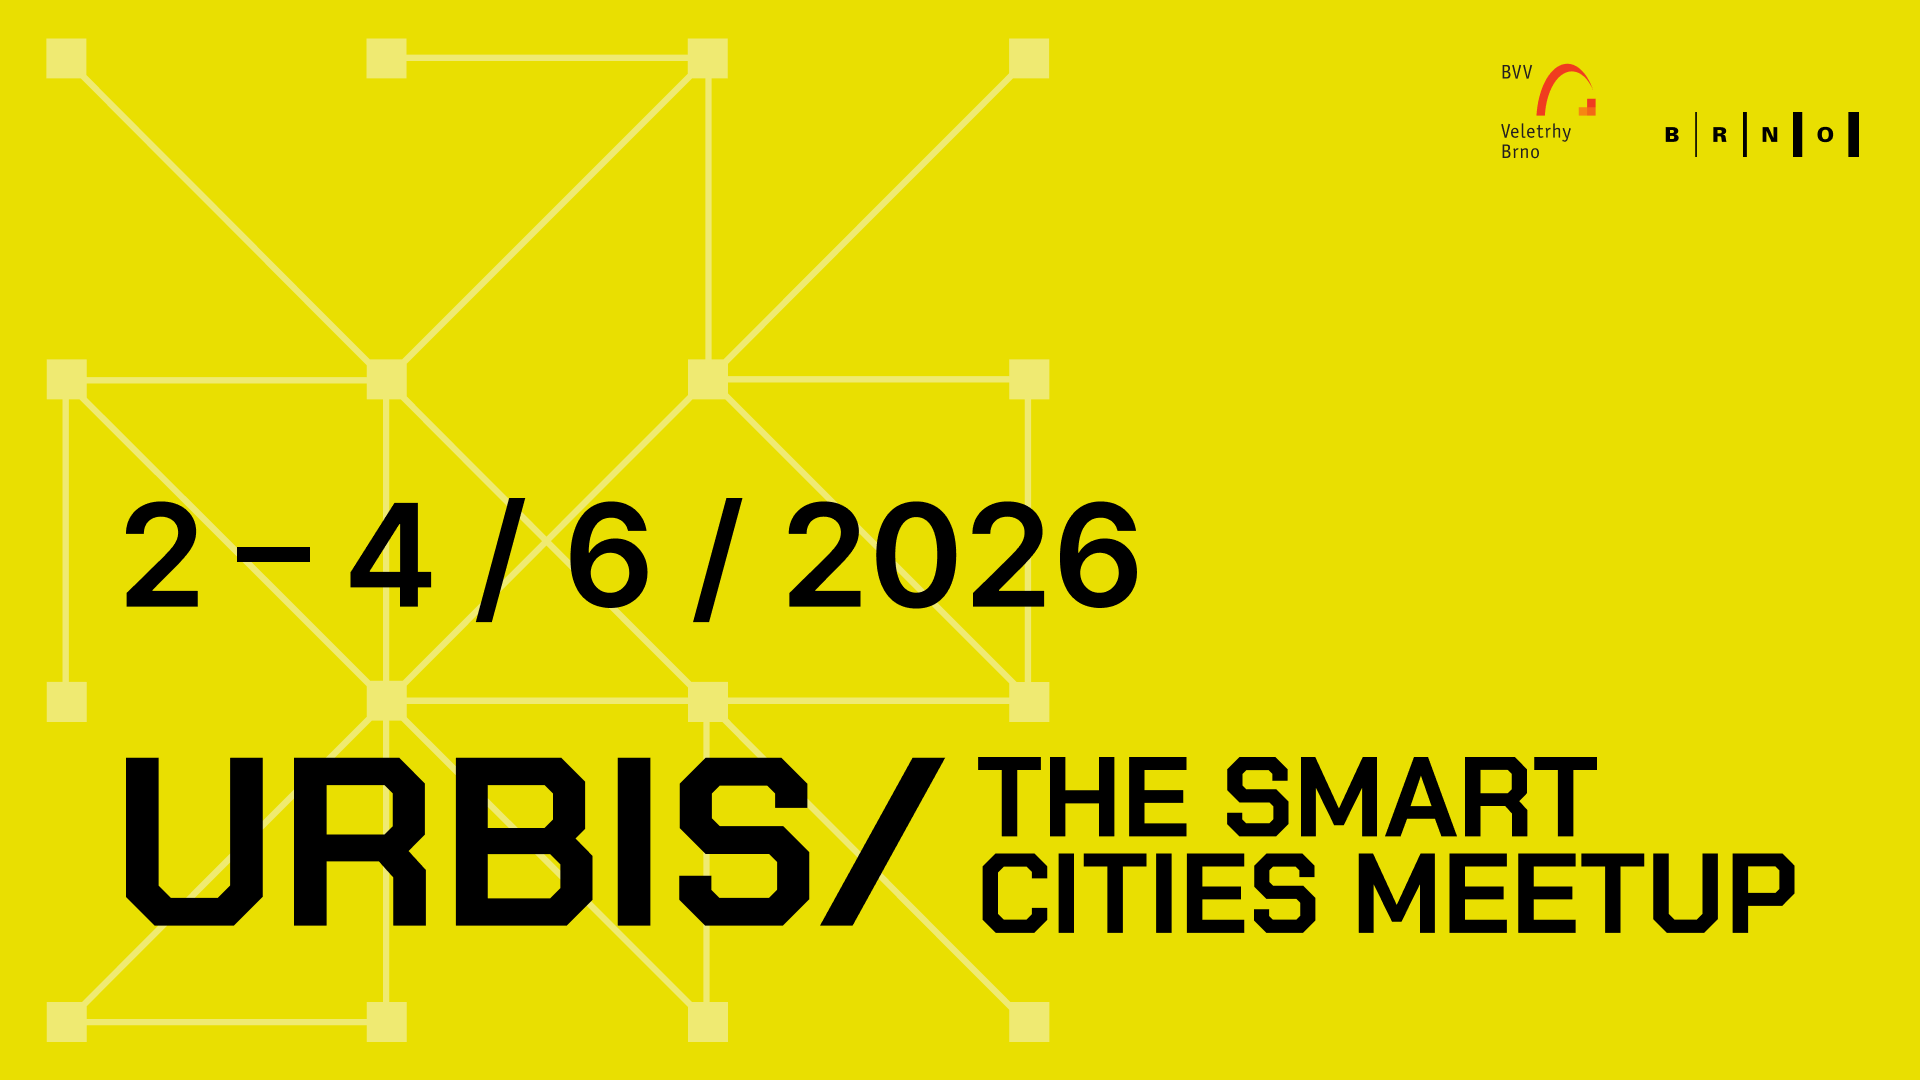 BVV
Veletrhy
Brno
B R N O
2 – 4 / 6 / 2026
URBIS/ THE SMART
CITIES MEETUP